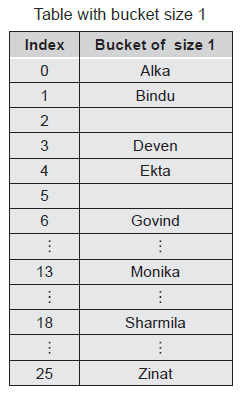 Table with bucket size 1
Index Bucket of size 1
0 Alka
1 Bindu
2
3 Deven
4 Ekta
5
6 Govind
⋮ ⋮
13 Monika
⋮ ⋮
18 Sharmila
⋮ ⋮
25 Zinat